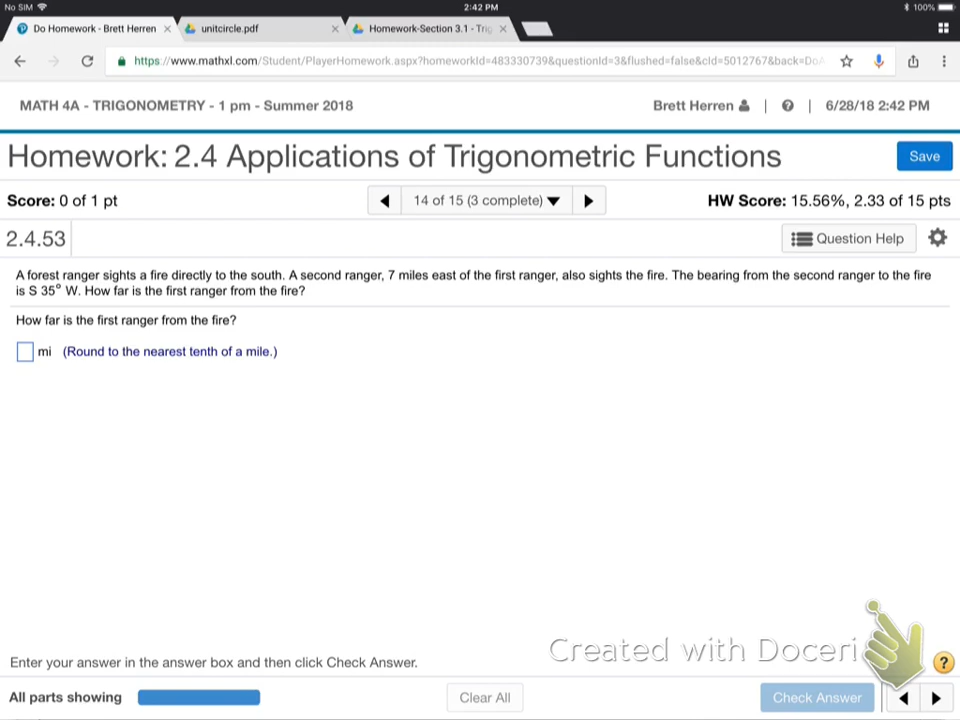 No SIM 2:42 PM 100%
Do Homework - Brett Herren × unitcircle.pdf × Homework-Section 3.1 - Trig ×
https://www.mathxl.com/Student/PlayerHomework.aspx?homeworkId=483330739&questionId=3&flushed=false&cId=5012767&back=DoA
MATH 4A - TRIGONOMETRY - 1 pm - Summer 2018 Brett Herren | ? | 6/28/18 2:42 PM
Homework: 2.4 Applications of Trigonometric Functions Save
Score: 0 of 1 pt 14 of 15 (3 complete) HW Score: 15.56%, 2.33 of 15 pts
2.4.53 Question Help
A forest ranger sights a fire directly to the south. A second ranger, 7 miles east of the first ranger, also sights the fire. The bearing from the second ranger to the fire
is S 35° W. How far is the first ranger from the fire?
How far is the first ranger from the fire?
mi (Round to the nearest tenth of a mile.)
Created with Doceri
Enter your answer in the answer box and then click Check Answer. ?
All parts showing Clear All Check Answer